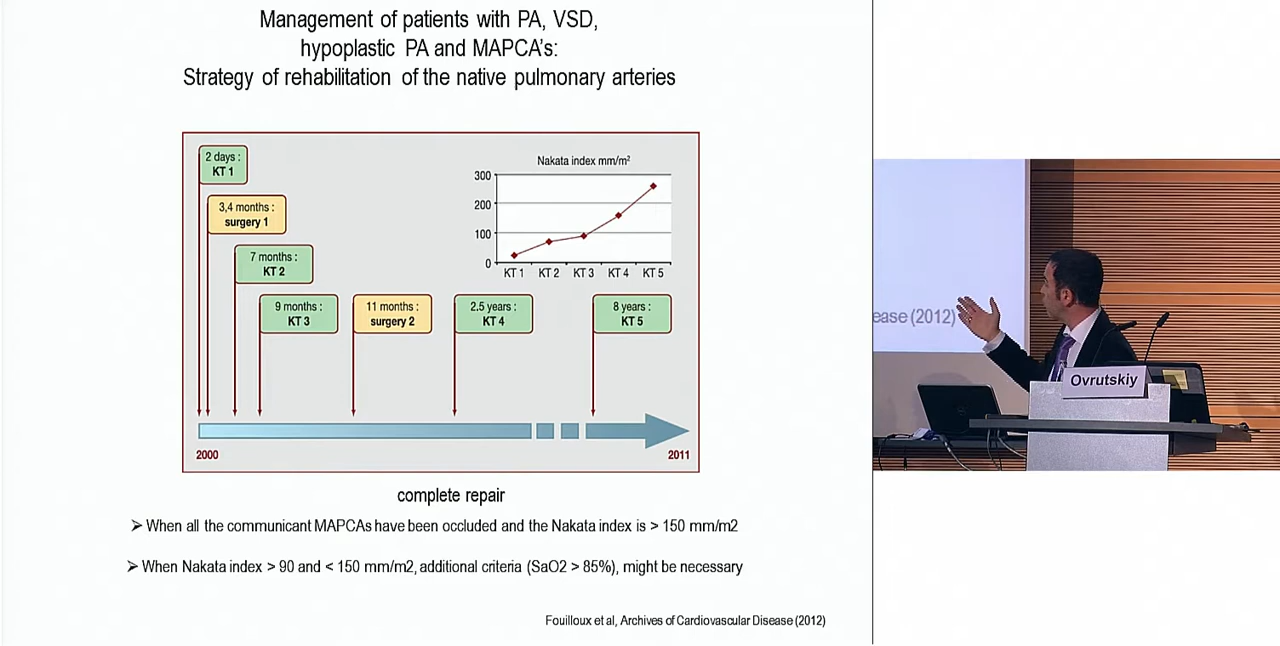 Management of patients with PA, VSD,
hypoplastic PA and MAPCA's:
Strategy of rehabilitation of the native pulmonary arteries
2 days :
KT 1
3,4 months :
surgery 1
7 months :
KT 2
9 months :
KT 3
11 months :
surgery 2
2.5 years :
KT 4
8 years :
KT 5
Nakata index mm/m²
300
200
100
0
KT 1 KT 2 KT 3 KT 4 KT 5
2000
2011
complete repair
➢ When all the communicant MAPCAs have been occluded and the Nakata index is > 150 mm/m2
➢ When Nakata index > 90 and < 150 mm/m2, additional criteria (SaO2 > 85%), might be necessary
Fouilloux et al, Archives of Cardiovascular Disease (2012)
ease (2012)
Ovrutskiy